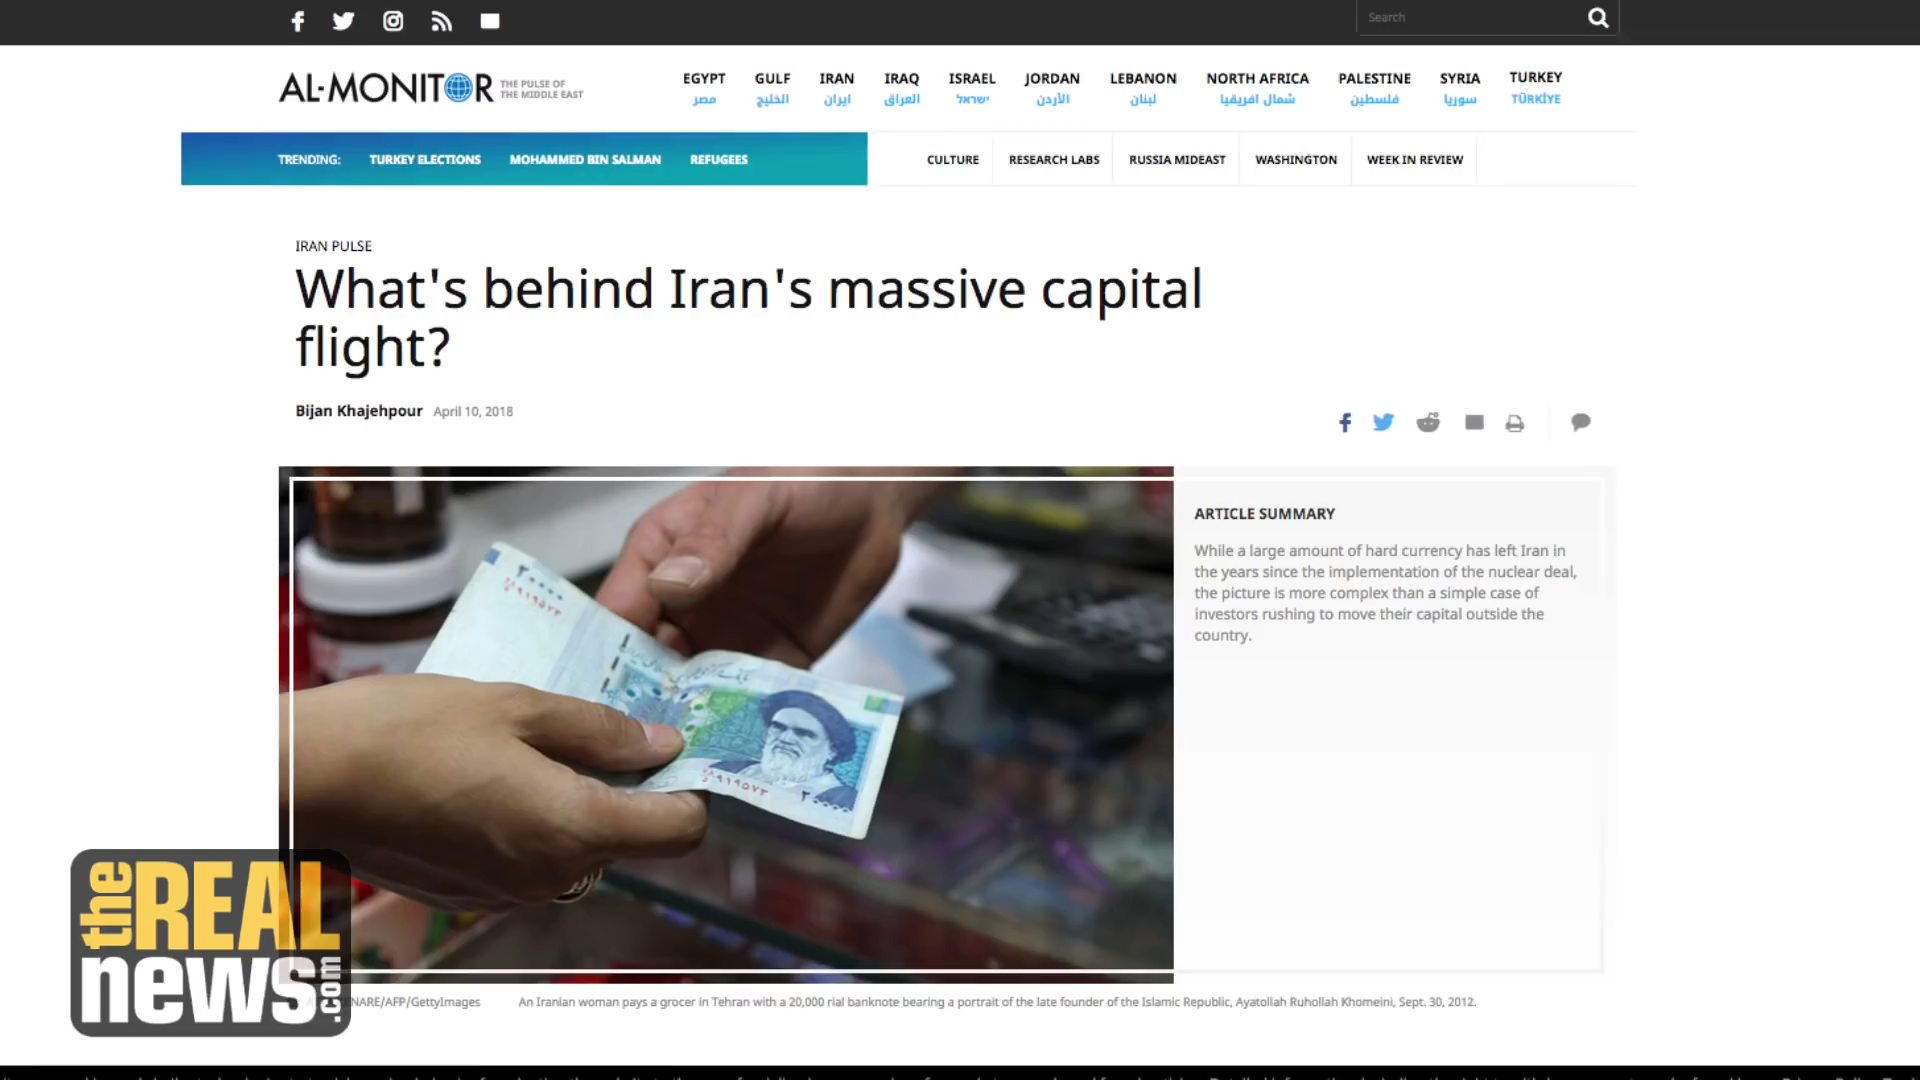 Search
AL-MONITOR
THE PULSE OF
THE MIDDLE EAST
EGYPT GULF IRAN IRAQ ISRAEL JORDAN LEBANON NORTH AFRICA PALESTINE SYRIA TURKEY
مصر الخليج ایران العراق ישראל الأردن لبنان شمال افريقيا فلسطين سوريا TÜRKİYE
TRENDING: TURKEY ELECTIONS MOHAMMED BIN SALMAN REFUGEES
CULTURE RESEARCH LABS RUSSIA MIDEAST WASHINGTON WEEK IN REVIEW
IRAN PULSE
What's behind Iran's massive capital
flight?
Bijan Khajehpour April 10, 2018
ARTICLE SUMMARY
While a large amount of hard currency has left Iran in
the years since the implementation of the nuclear deal,
the picture is more complex than a simple case of
investors rushing to move their capital outside the
country.
the REAL
news.com
/AFP/GettyImages An Iranian woman pays a grocer in Tehran with a 20,000 rial banknote bearing a portrait of the late founder of the Islamic Republic, Ayatollah Ruhollah Khomeini, Sept. 30, 2012.